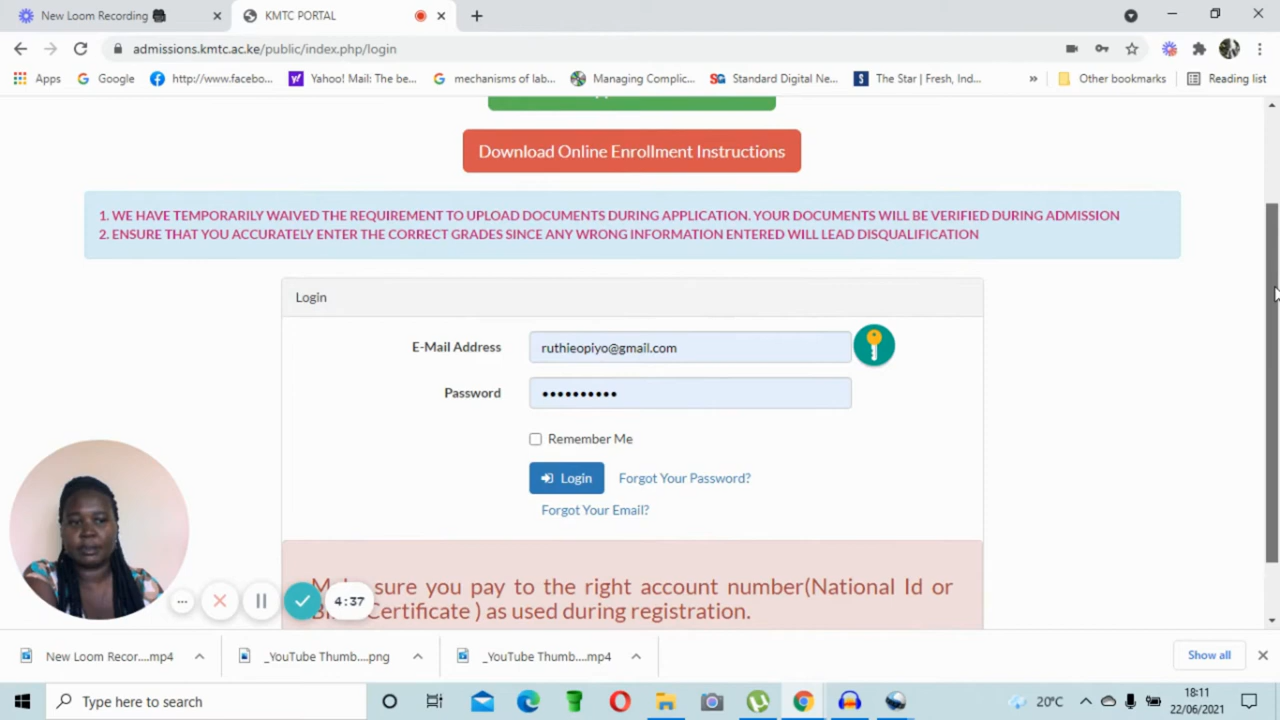 New Loom Recording
KMTC PORTAL
admissions.kmtc.ac.ke/public/index.php/login
Apps
Google
http://www.facebo...
Yahoo! Mail: The be...
mechanisms of lab...
Managing Complic...
SG
Standard Digital Ne...
The Star | Fresh, Ind...
»
Other bookmarks
Reading list
Download Online Enrollment Instructions
1. WE HAVE TEMPORARILY WAIVED THE REQUIREMENT TO UPLOAD DOCUMENTS DURING APPLICATION. YOUR DOCUMENTS WILL BE VERIFIED DURING ADMISSION
2. ENSURE THAT YOU ACCURATELY ENTER THE CORRECT GRADES SINCE ANY WRONG INFORMATION ENTERED WILL LEAD DISQUALIFICATION
Login
E-Mail Address
ruthieopiyo@gmail.com
Password
••••••••••
Remember Me
Login
Forgot Your Password?
Forgot Your Email?
sure you pay to the right account number(National Id or
Certificate ) as used during registration.
4:37
New Loom Recor....mp4
_YouTube Thumb....png
_YouTube Thumb....mp4
Show all
Type here to search
20°C
18:11
22/06/2021